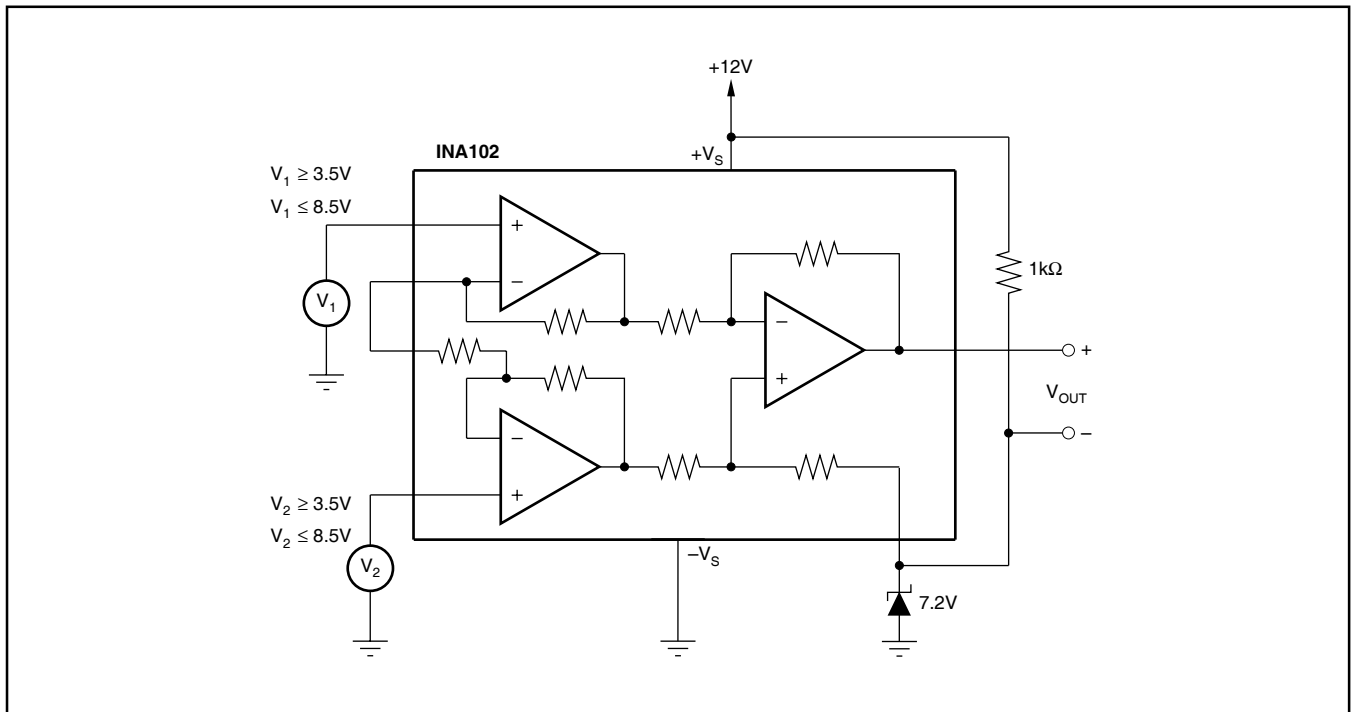 +12V
INA102
+V_S
V_1 ≥ 3.5V
V_1 ≤ 8.5V
+
−
V_1
1kΩ
−
+
+
V_OUT
−
−
+
V_2 ≥ 3.5V
V_2 ≤ 8.5V
V_2
−V_S
7.2V